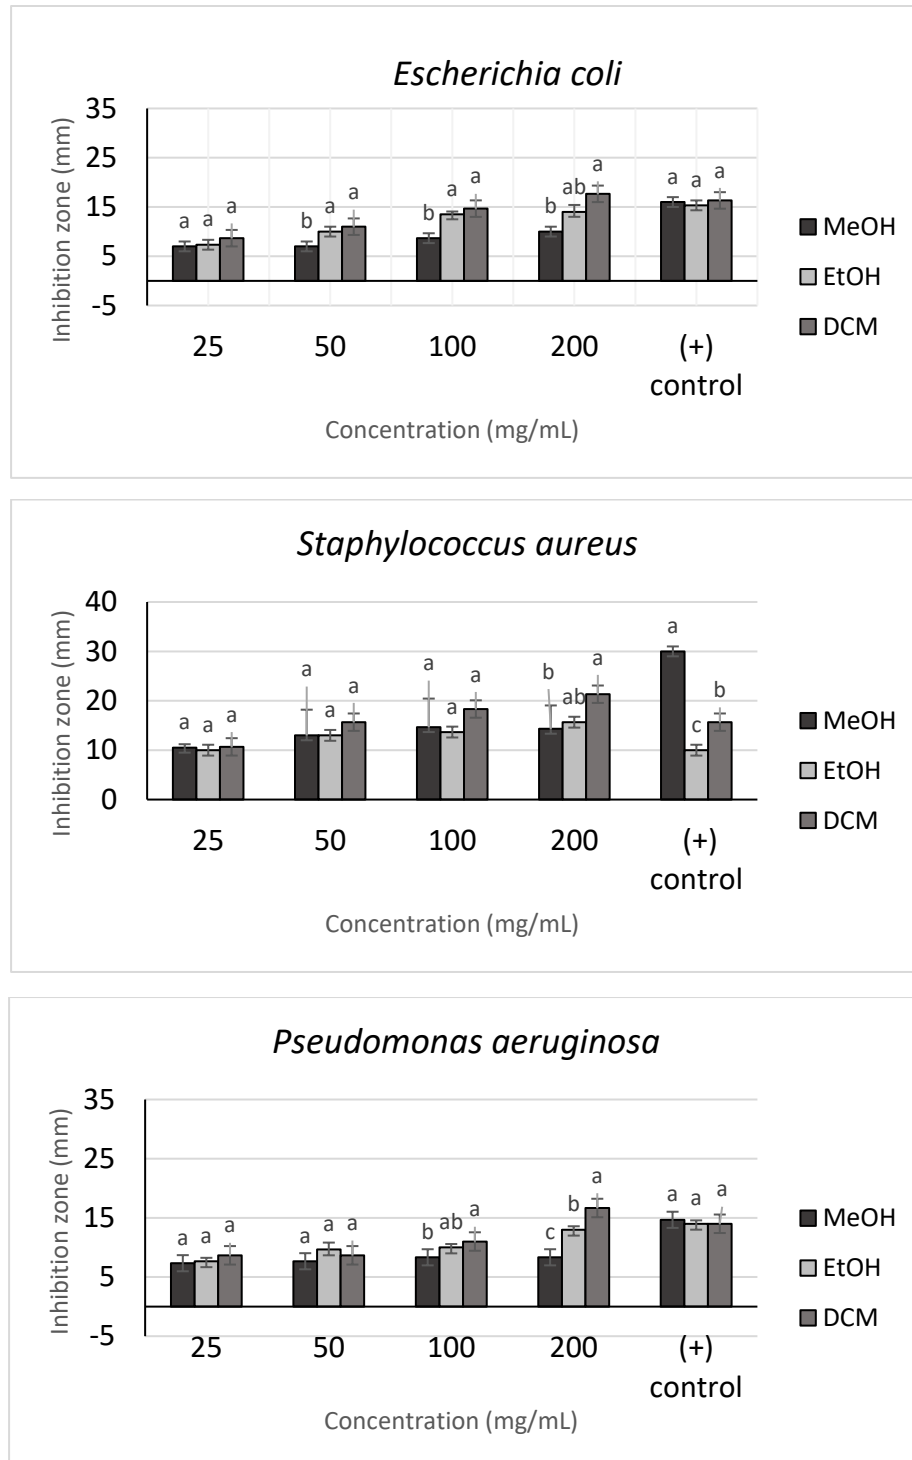 Escherichia coli
Inhibition zone (mm)
35
25
15
5
-5
a a a b a a b a a b ab a a a a
25 50 100 200 (+) control
Concentration (mg/mL)
MeOH
EtOH
DCM
Staphylococcus aureus
Inhibition zone (mm)
40
30
20
10
0
a a a a a a a a a b ab a a c b
25 50 100 200 (+) control
Concentration (mg/mL)
MeOH
EtOH
DCM
Pseudomonas aeruginosa
Inhibition zone (mm)
35
25
15
5
-5
a a a a a a b ab a c b a a a a
25 50 100 200 (+) control
Concentration (mg/mL)
MeOH
EtOH
DCM